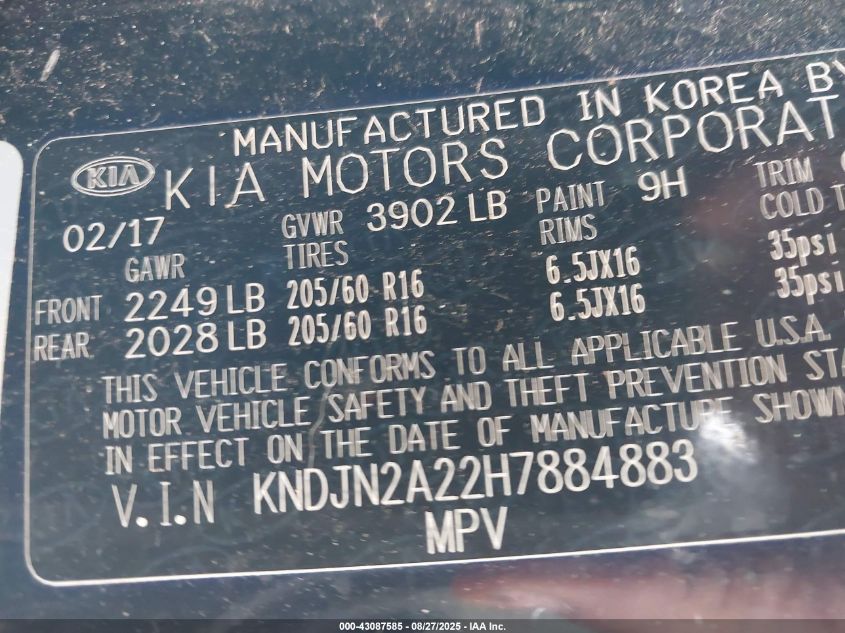 MANUFACTURED IN KOREA BY
KIA KIA MOTORS CORPORAT
02/17 GVWR 3902 LB PAINT 9H TRIM
GAWR TIRES RIMS COLD T
FRONT 2249 LB 205/60 R16 6.5JX16 35psi
REAR 2028 LB 205/60 R16 6.5JX16 35psi
THIS VEHICLE CONFORMS TO ALL APPLICABLE U.S.A.
MOTOR VEHICLE SAFETY AND THEFT PREVENTION STA
IN EFFECT ON THE DATE OF MANUFACTURE SHOWN
V.I.N KNDJN2A22H7884883
MPV
000-43087585 - 08/27/2025 - IAA Inc.